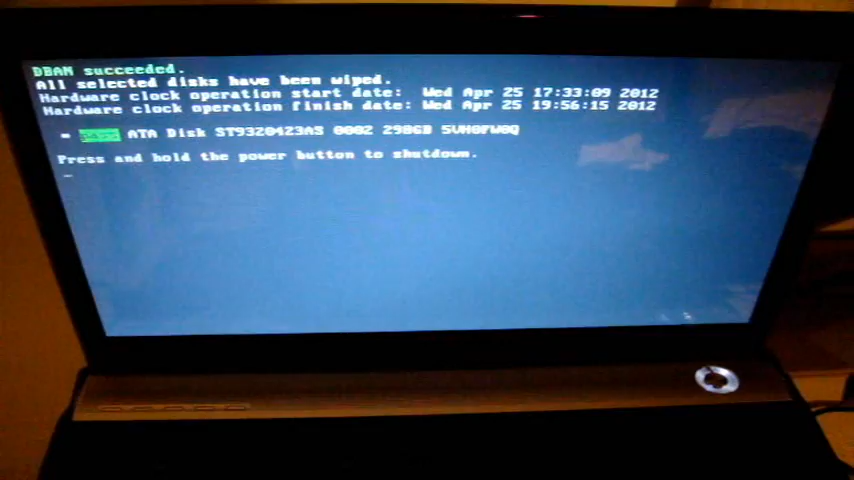 DBAN succeeded.
All selected disks have been wiped.
Hardware clock operation start date:  Wed Apr 25 17:33:09 2012
Hardware clock operation finish date: Wed Apr 25 19:56:15 2012
ATA Disk ST9320423AS 0002 298GB
Press and hold the power button to shutdown.